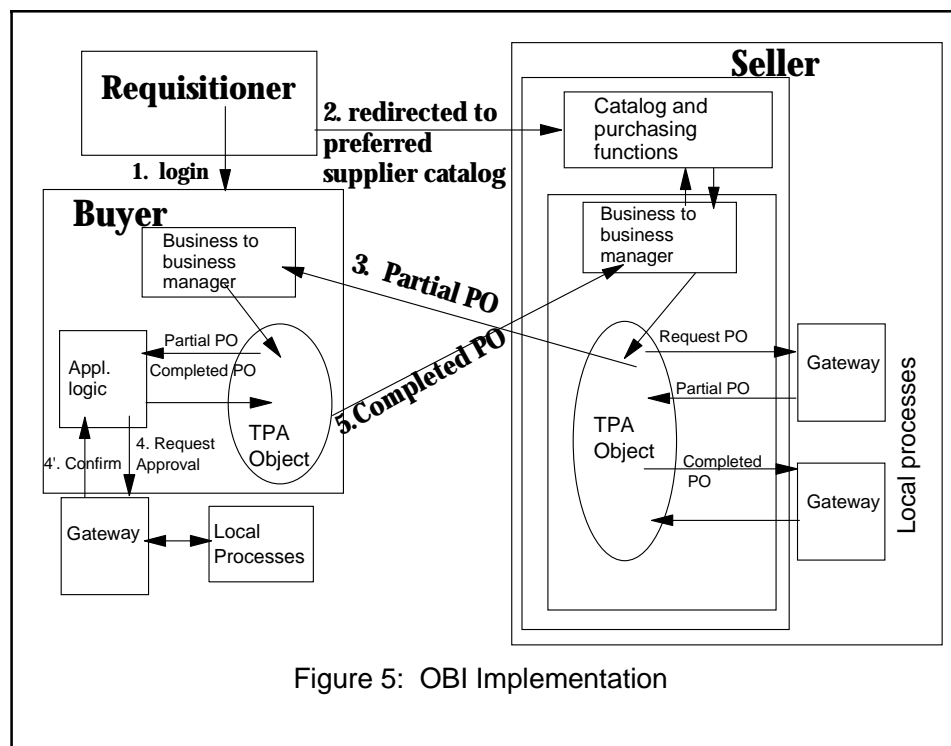 Requisitioner
1. login
2. redirected to
preferred
supplier catalog
Seller
Catalog and
purchasing
functions
Buyer
Business to
business
manager
3. Partial PO
5.Completed PO
Business to
business
manager
Appl.
logic
Partial PO
Completed PO
TPA
Object
4'. Confirm
4. Request
Approval
Gateway
Local
Processes
TPA
Object
Request PO
Partial PO
Completed
PO
Gateway
Gateway
Local processes
Figure 5: OBI Implementation